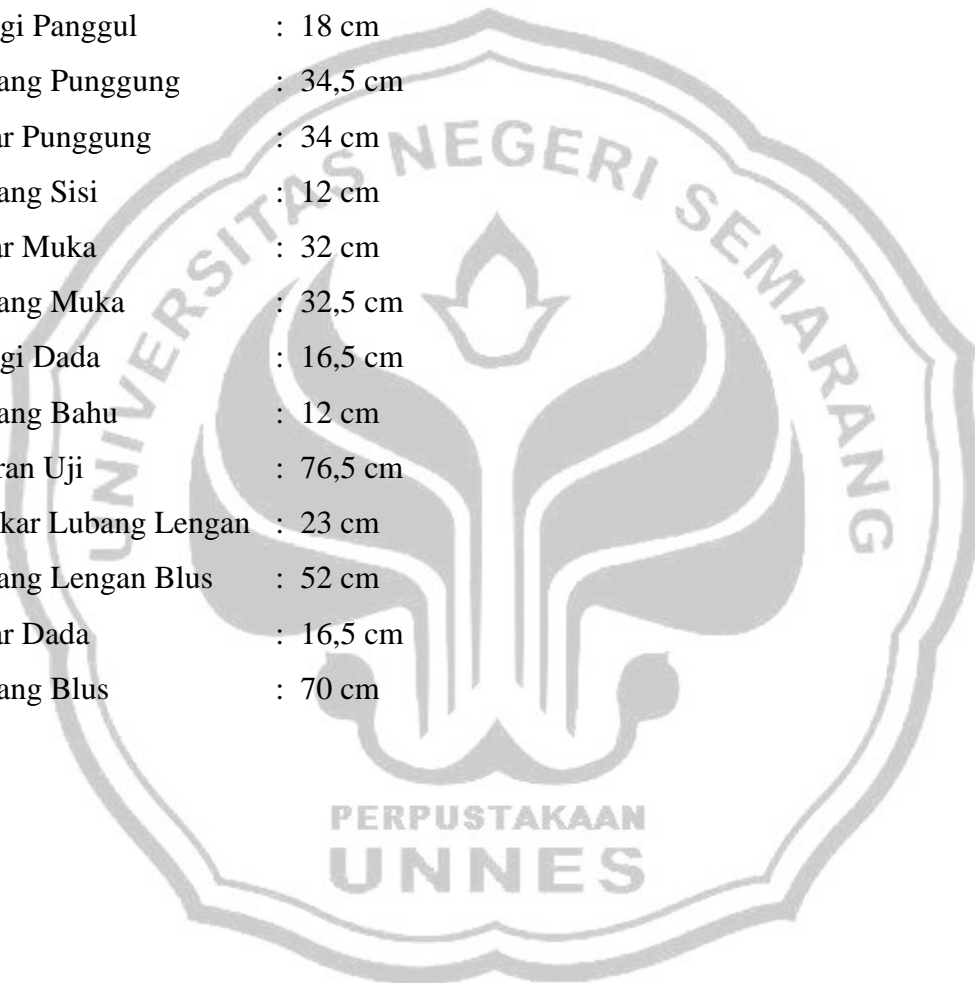 gi Panggul : 18 cm
ang Punggung : 34,5 cm
ar Punggung : 34 cm
ang Sisi : 12 cm
ar Muka : 32 cm
ang Muka : 32,5 cm
gi Dada : 16,5 cm
ang Bahu : 12 cm
ran Uji : 76,5 cm
kar Lubang Lengan : 23 cm
ang Lengan Blus : 52 cm
ar Dada : 16,5 cm
ang Blus : 70 cm
UNIVERSITAS NEGERI SEMARANG
PERPUSTAKAAN
UNNES